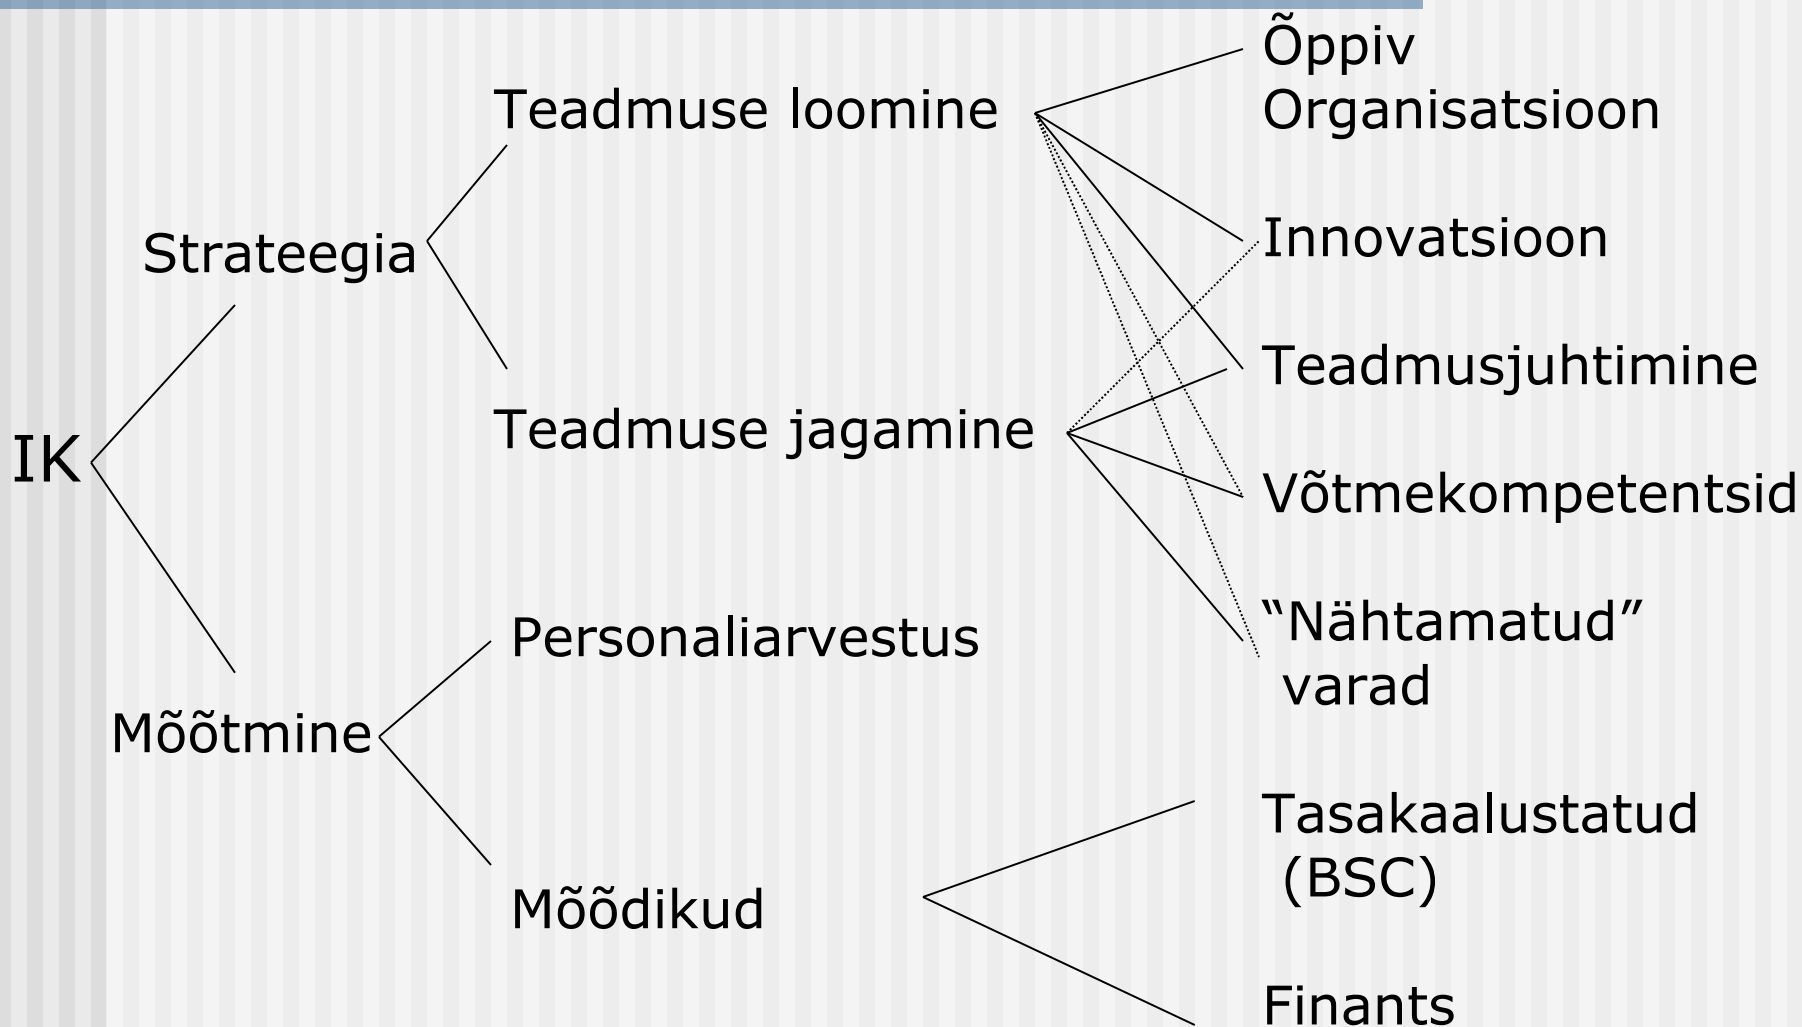 Õppiv
Organisatsioon
Teadmuse loomine
Innovatsioon
Strateegia
Teadmusjuhtimine
Teadmuse jagamine
IK
Võtmekompetentsid
“Nähtamatud”
varad
Personaliarvestus
Mõõtmine
Tasakaalustatud
(BSC)
Mõõdikud
Finants